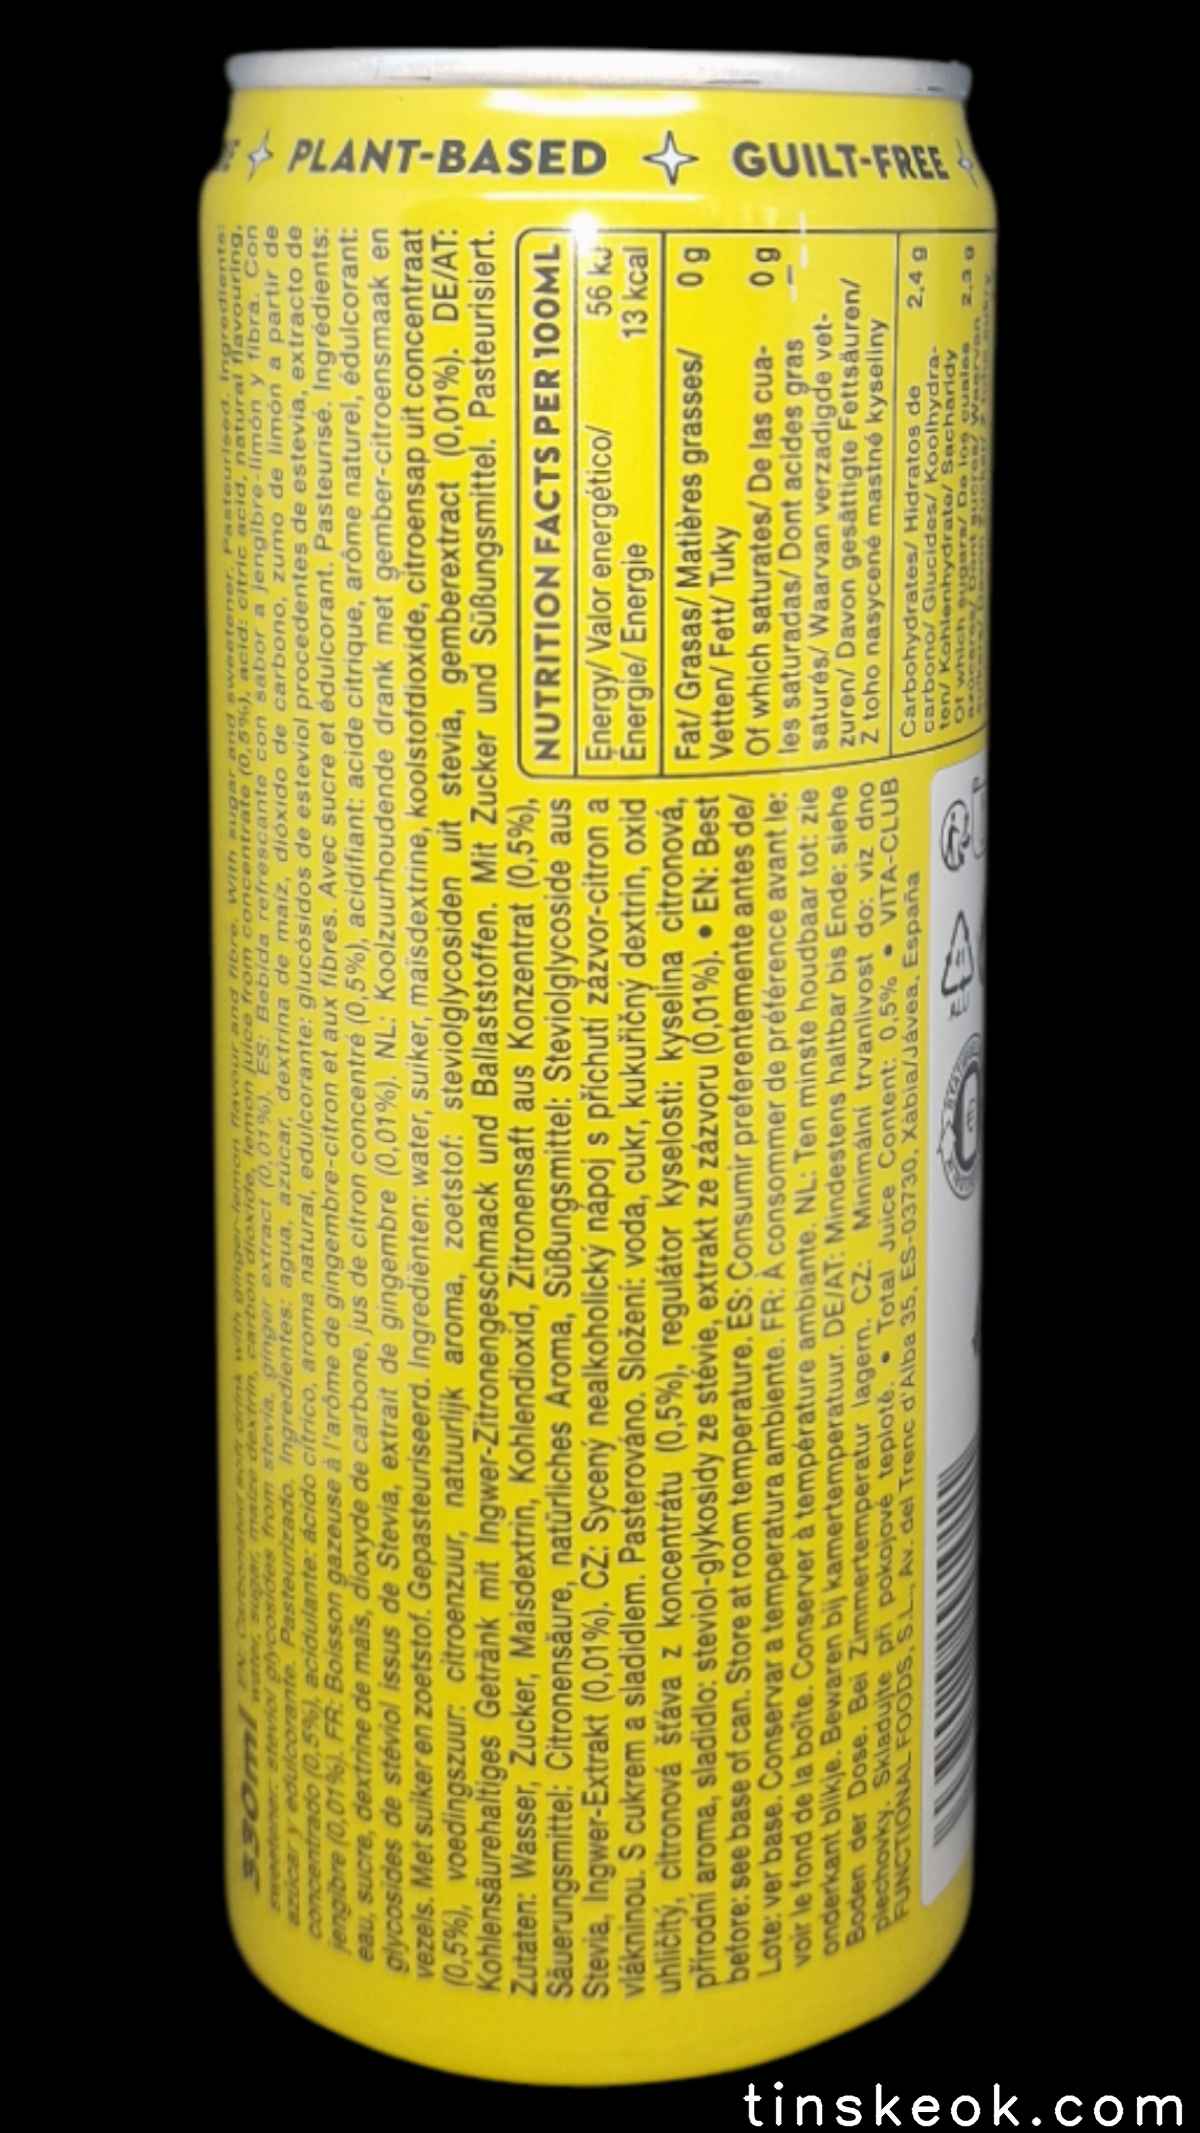 PLANT-BASED GUILT-FREE
330ml EN: Carbonated soft drink with ginger-lemon flavour and fibre. With sugar and sweetener. Pasteurised. Ingredients:
water, sugar, maize dextrin, carbon dioxide, lemon juice from concentrate (0,5%), acid: citric acid, natural flavouring,
sweetener: steviol glycosides from stevia, ginger extract (0,01%). ES: Bebida refrescante con sabor a jengibre-limón y fibra. Con
azúcar y edulcorante. Pasteurizado. Ingredientes: agua, azúcar, dextrina de maíz, dióxido de carbono, zumo de limón a partir de
concentrado (0,5%), acidulante: ácido cítrico, aroma natural, edulcorante: glucósidos de esteviol procedentes de estevia, extracto de
jengibre (0,01%). FR: Boisson gazeuse à l'arôme de gingembre-citron et aux fibres. Avec sucre et édulcorant. Pasteurisé. Ingrédients:
eau, sucre, dextrine de maïs, dioxyde de carbone, jus de citron concentré (0,5%), acidifiant: acide citrique, arôme naturel, édulcorant:
glycosides de stéviol issus de Stevia, extrait de gingembre (0,01%). NL: Koolzuurhoudende drank met gember-citroensmaak en
vezels. Met suiker en zoetstof. Gepasteuriseerd. Ingrediënten: water, suiker, maïsdextrine, koolstofdioxide, citroensap uit concentraat
(0,5%), voedingszuur: citroenzuur, natuurlijk aroma, zoetstof: steviolglycosiden uit stevia, gemberextract (0,01%). DE/AT:
Kohlensäurehaltiges Getränk mit Ingwer-Zitronengeschmack und Ballaststoffen. Mit Zucker und Süßungsmittel. Pasteurisiert.
Zutaten: Wasser, Zucker, Maisdextrin, Kohlendioxid, Zitronensaft aus Konzentrat (0,5%),
Säuerungsmittel: Citronensäure, natürliches Aroma, Süßungsmittel: Steviolglycoside aus
Stevia, Ingwer-Extrakt (0,01%). CZ: Sycený nealkoholický nápoj s příchutí zázvor-citron a
vlákninou. S cukrem a sladidlem. Pasterováno. Složení: voda, cukr, kukuřičný dextrin, oxid
uhličitý, citronová šťáva z koncentrátu (0,5%), regulátor kyselosti: kyselina citronová,
přírodní aroma, sladidlo: steviol-glykosidy ze stévie, extrakt ze zázvoru (0,01%). • EN: Best
before: see base of can. Store at room temperature. ES: Consumir preferentemente antes de/
Lote: ver base. Conservar a temperatura ambiente. FR: À consommer de préférence avant le:
voir le fond de la boîte. Conserver à température ambiante. NL: Ten minste houdbaar tot: zie
onderkant blikje. Bewaren bij kamertemperatuur. DE/AT: Mindestens haltbar bis Ende: siehe
Boden der Dose. Bei Zimmertemperatur lagern. CZ: Minimální trvanlivost do: viz dno
plechovky. Skladujte při pokojové teplotě. • Total Juice Content: 0,5% • VITA-CLUB
FUNCTIONAL FOODS, S.L., Av. del Trenc d'Alba 35, ES-03730, Xàbia/Jávea, España
NUTRITION FACTS PER 100ML
Energy/ Valor energético/ 56 kJ
Énergie/ Energie 13 kcal
Fat/ Grasas/ Matières grasses/ 0 g
Vetten/ Fett/ Tuky
Of which saturates/ De las cua- 0 g
les saturadas/ Dont acides gras
saturés/ Waarvan verzadigde vet-
zuren/ Davon gesättigte Fettsäuren/
Z toho nasycené mastné kyseliny
Carbohydrates/ Hidratos de 2,4 g
carbono/ Glucides/ Koolhydra-
ten/ Kohlenhydrate/ Sacharidy
Of which sugars/ De los cuales 2,3 g
azúcares/ Dont sucres/ Waarvan
tinskeok.com